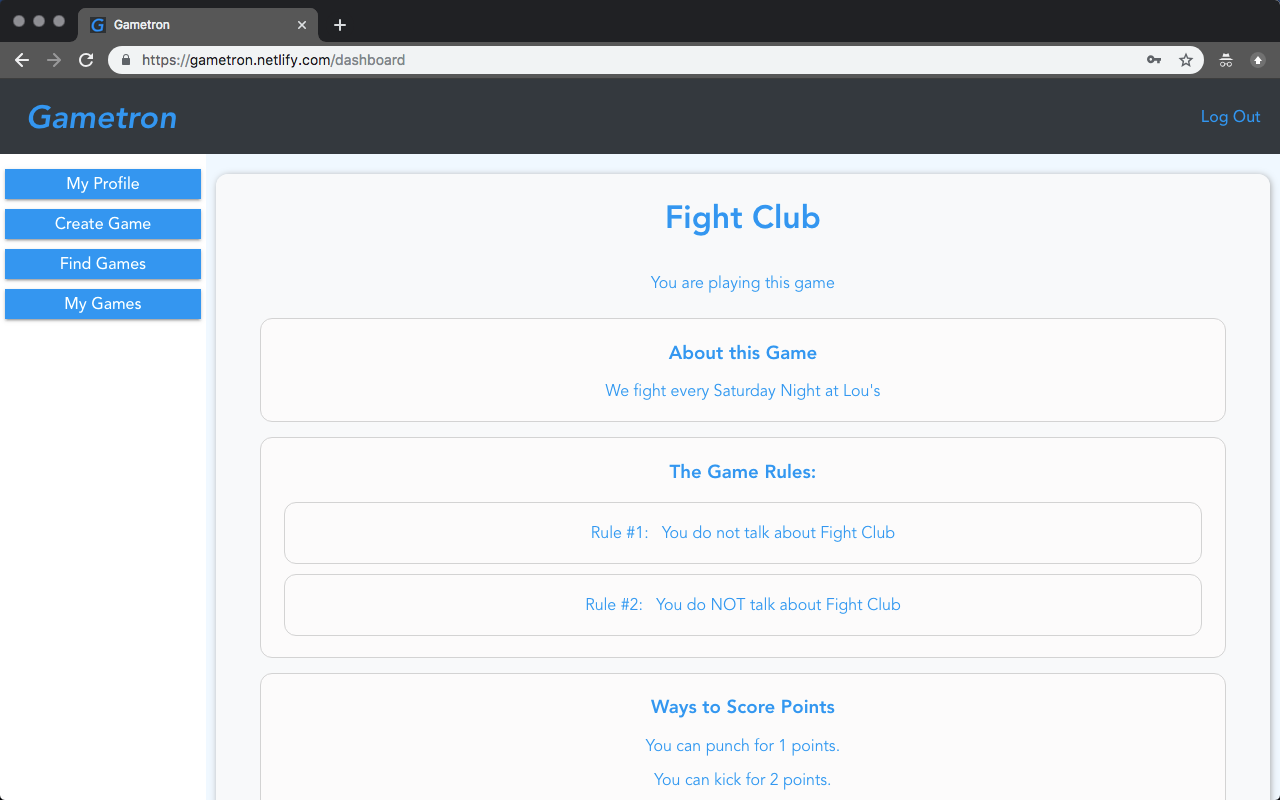 Gametron
https://gametron.netlify.com/dashboard
Gametron
Log Out
My Profile
Create Game
Find Games
My Games
Fight Club
You are playing this game
About this Game
We fight every Saturday Night at Lou's
The Game Rules:
Rule #1: You do not talk about Fight Club
Rule #2: You do NOT talk about Fight Club
Ways to Score Points
You can punch for 1 points.
You can kick for 2 points.